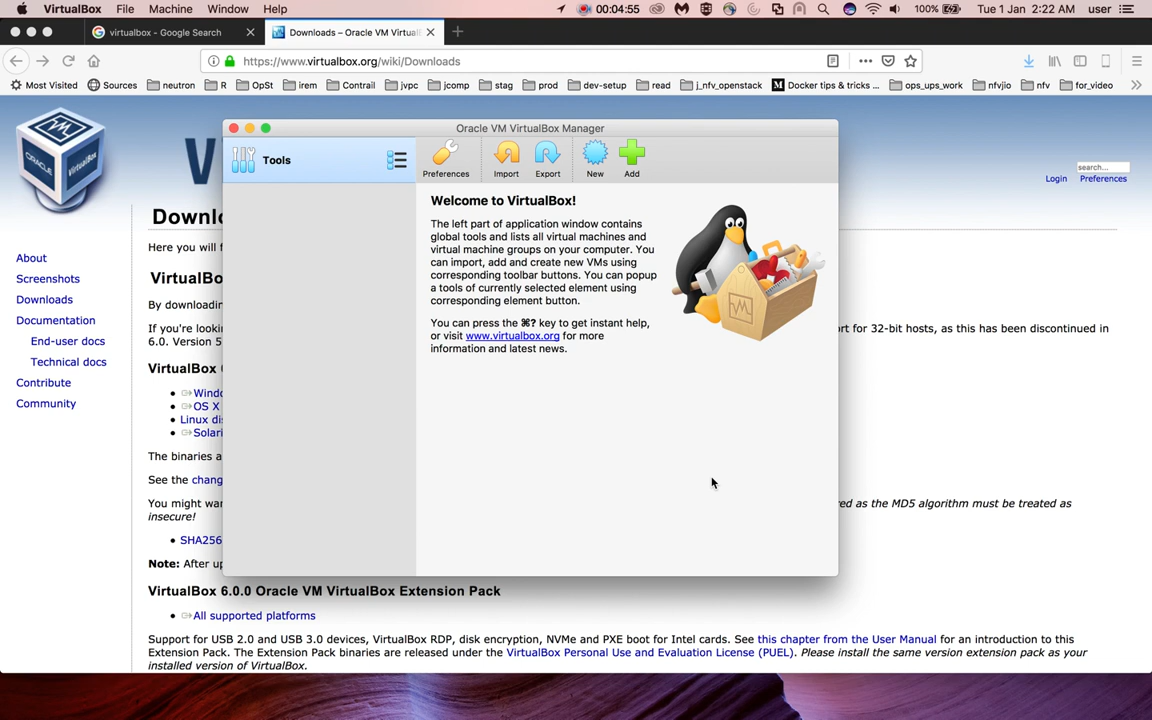 VirtualBox File Machine Window Help 00:04:55 100% Tue 1 Jan 2:22 AM user
virtualbox - Google Search Downloads – Oracle VM Virtual
https://www.virtualbox.org/wiki/Downloads
Most Visited Sources neutron R OpSt irem Contrail jvpc jcomp stag prod dev-setup read j_nfv_openstack Docker tips & tricks ... ops_ups_work nfvjio nfv for_video
Oracle VM VirtualBox Manager
Tools
Preferences Import Export New Add
Welcome to VirtualBox!
The left part of application window contains
global tools and lists all virtual machines and
virtual machine groups on your computer. You
can import, add and create new VMs using
corresponding toolbar buttons. You can popup
a tools of currently selected element using
corresponding element button.
You can press the ⌘? key to get instant help,
or visit www.virtualbox.org for more
information and latest news.
ORACLE
V
search...
Login Preferences
About
Screenshots
Downloads
Documentation
End-user docs
Technical docs
Contribute
Community
Downl
Here you will f
VirtualBo
By downloadin
If you're lookin rt for 32-bit hosts, as this has been discontinued in
6.0. Version 5
VirtualBox 6
Windo
OS X
Linux dis
Solari
The binaries a
See the chang
You might wan red as the MD5 algorithm must be treated as
insecure!
SHA256
Note: After up
VirtualBox 6.0.0 Oracle VM VirtualBox Extension Pack
All supported platforms
Support for USB 2.0 and USB 3.0 devices, VirtualBox RDP, disk encryption, NVMe and PXE boot for Intel cards. See this chapter from the User Manual for an introduction to this
Extension Pack. The Extension Pack binaries are released under the VirtualBox Personal Use and Evaluation License (PUEL). Please install the same version extension pack as your
installed version of VirtualBox.